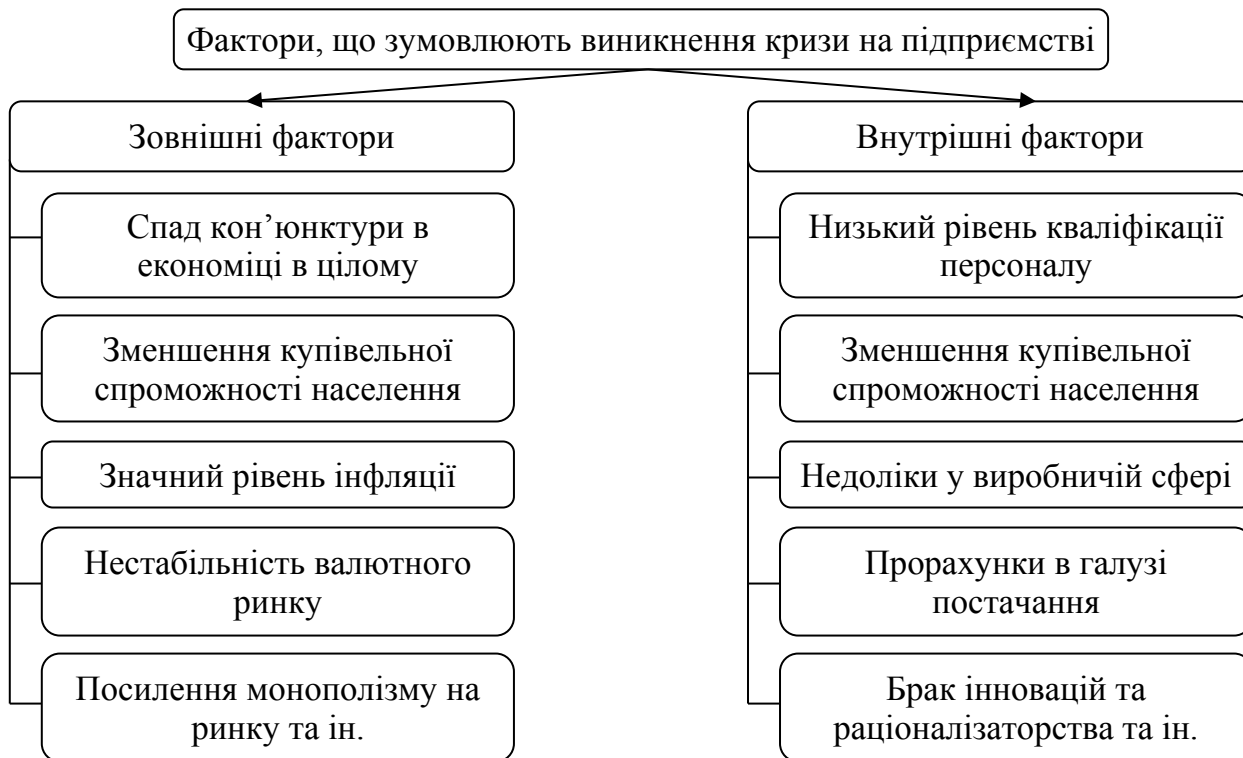 Фактори, що зумовлюють виникнення кризи на підприємстві
Зовнішні фактори
Спад кон’юнктури в
економіці в цілому
Зменшення купівельної
спроможності населення
Значний рівень інфляції
Нестабільність валютного
ринку
Посилення монополізму на
ринку та ін.
Внутрішні фактори
Низький рівень кваліфікації
персоналу
Зменшення купівельної
спроможності населення
Недоліки у виробничій сфері
Прорахунки в галузі
постачання
Брак інновацій та
раціоналізаторства та ін.